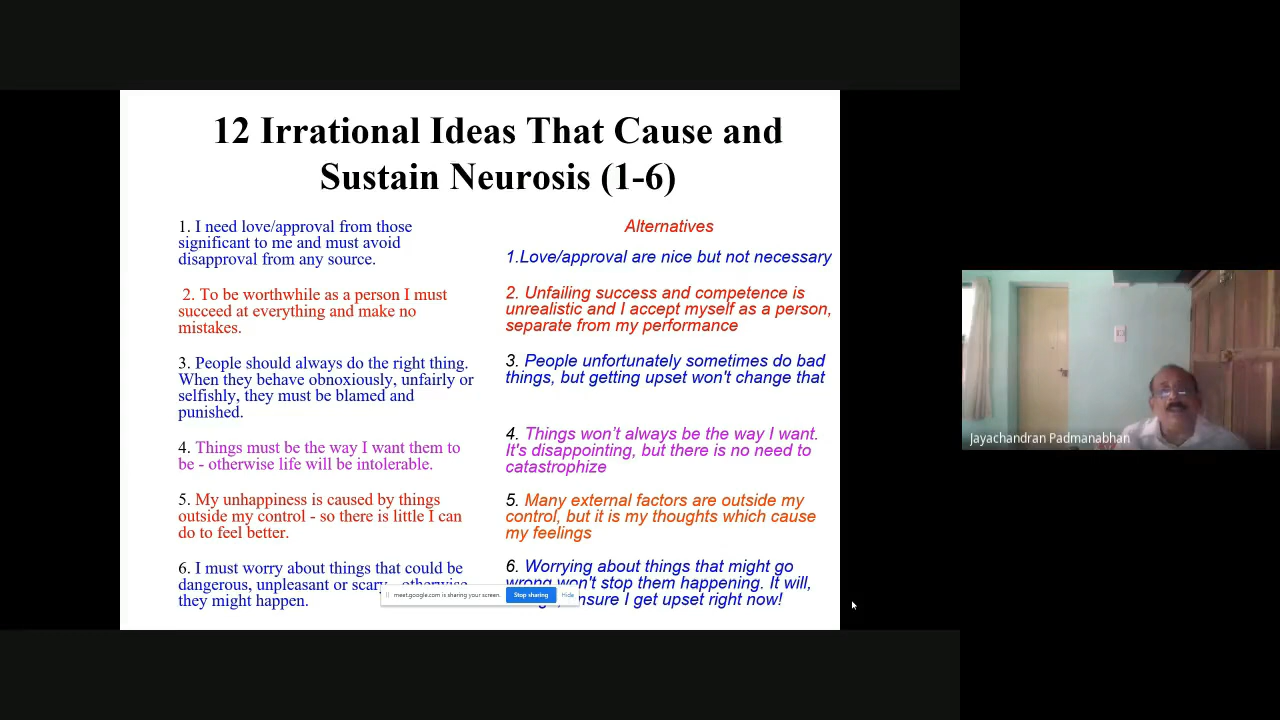 12 Irrational Ideas That Cause and
Sustain Neurosis (1-6)
1. I need love/approval from those
significant to me and must avoid
disapproval from any source.
2. To be worthwhile as a person I must
succeed at everything and make no
mistakes.
3. People should always do the right thing.
When they behave obnoxiously, unfairly or
selfishly, they must be blamed and
punished.
4. Things must be the way I want them to
be - otherwise life will be intolerable.
5. My unhappiness is caused by things
outside my control - so there is little I can
do to feel better.
6. I must worry about things that could be
dangerous, unpleasant or scary - otherwise
they might happen.
Alternatives
1.Love/approval are nice but not necessary
2. Unfailing success and competence is
unrealistic and I accept myself as a person,
separate from my performance
3. People unfortunately sometimes do bad
things, but getting upset won't change that
4. Things won't always be the way I want.
It's disappointing, but there is no need to
catastrophize
5. Many external factors are outside my
control, but it is my thoughts which cause
my feelings
6. Worrying about things that might go
wrong won't stop them happening. It will,
ensure I get upset right now!
meet.google.com is sharing your screen.
Stop sharing
Hide
Jayachandran Padmanabhan